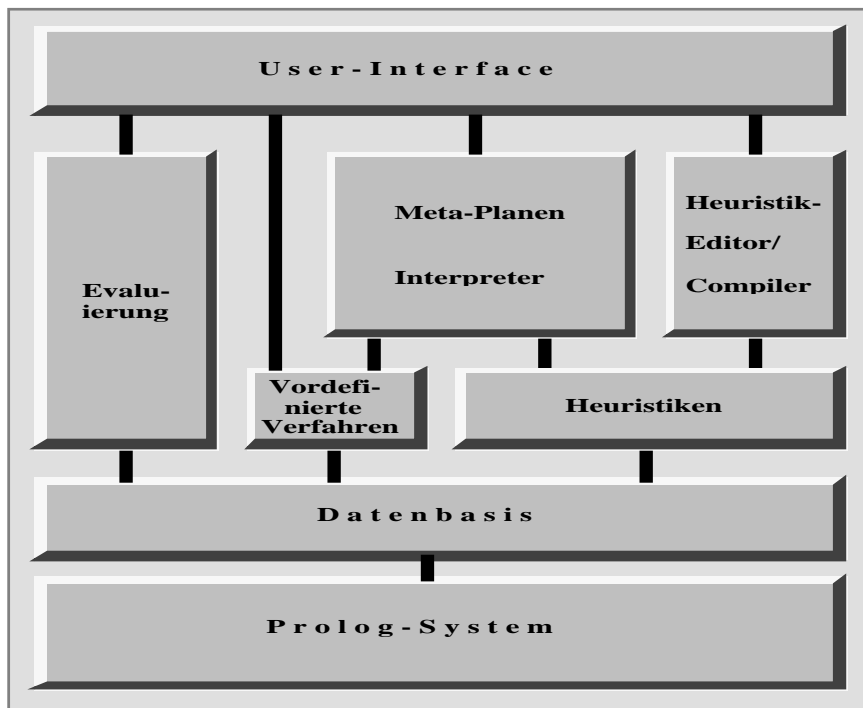 User-Interface
Evalu-
ierung
Meta-Planen
Interpreter
Heuristik-
Editor/
Compiler
Vordefi-
nierte
Verfahren
Heuristiken
Datenbasis
Prolog-System